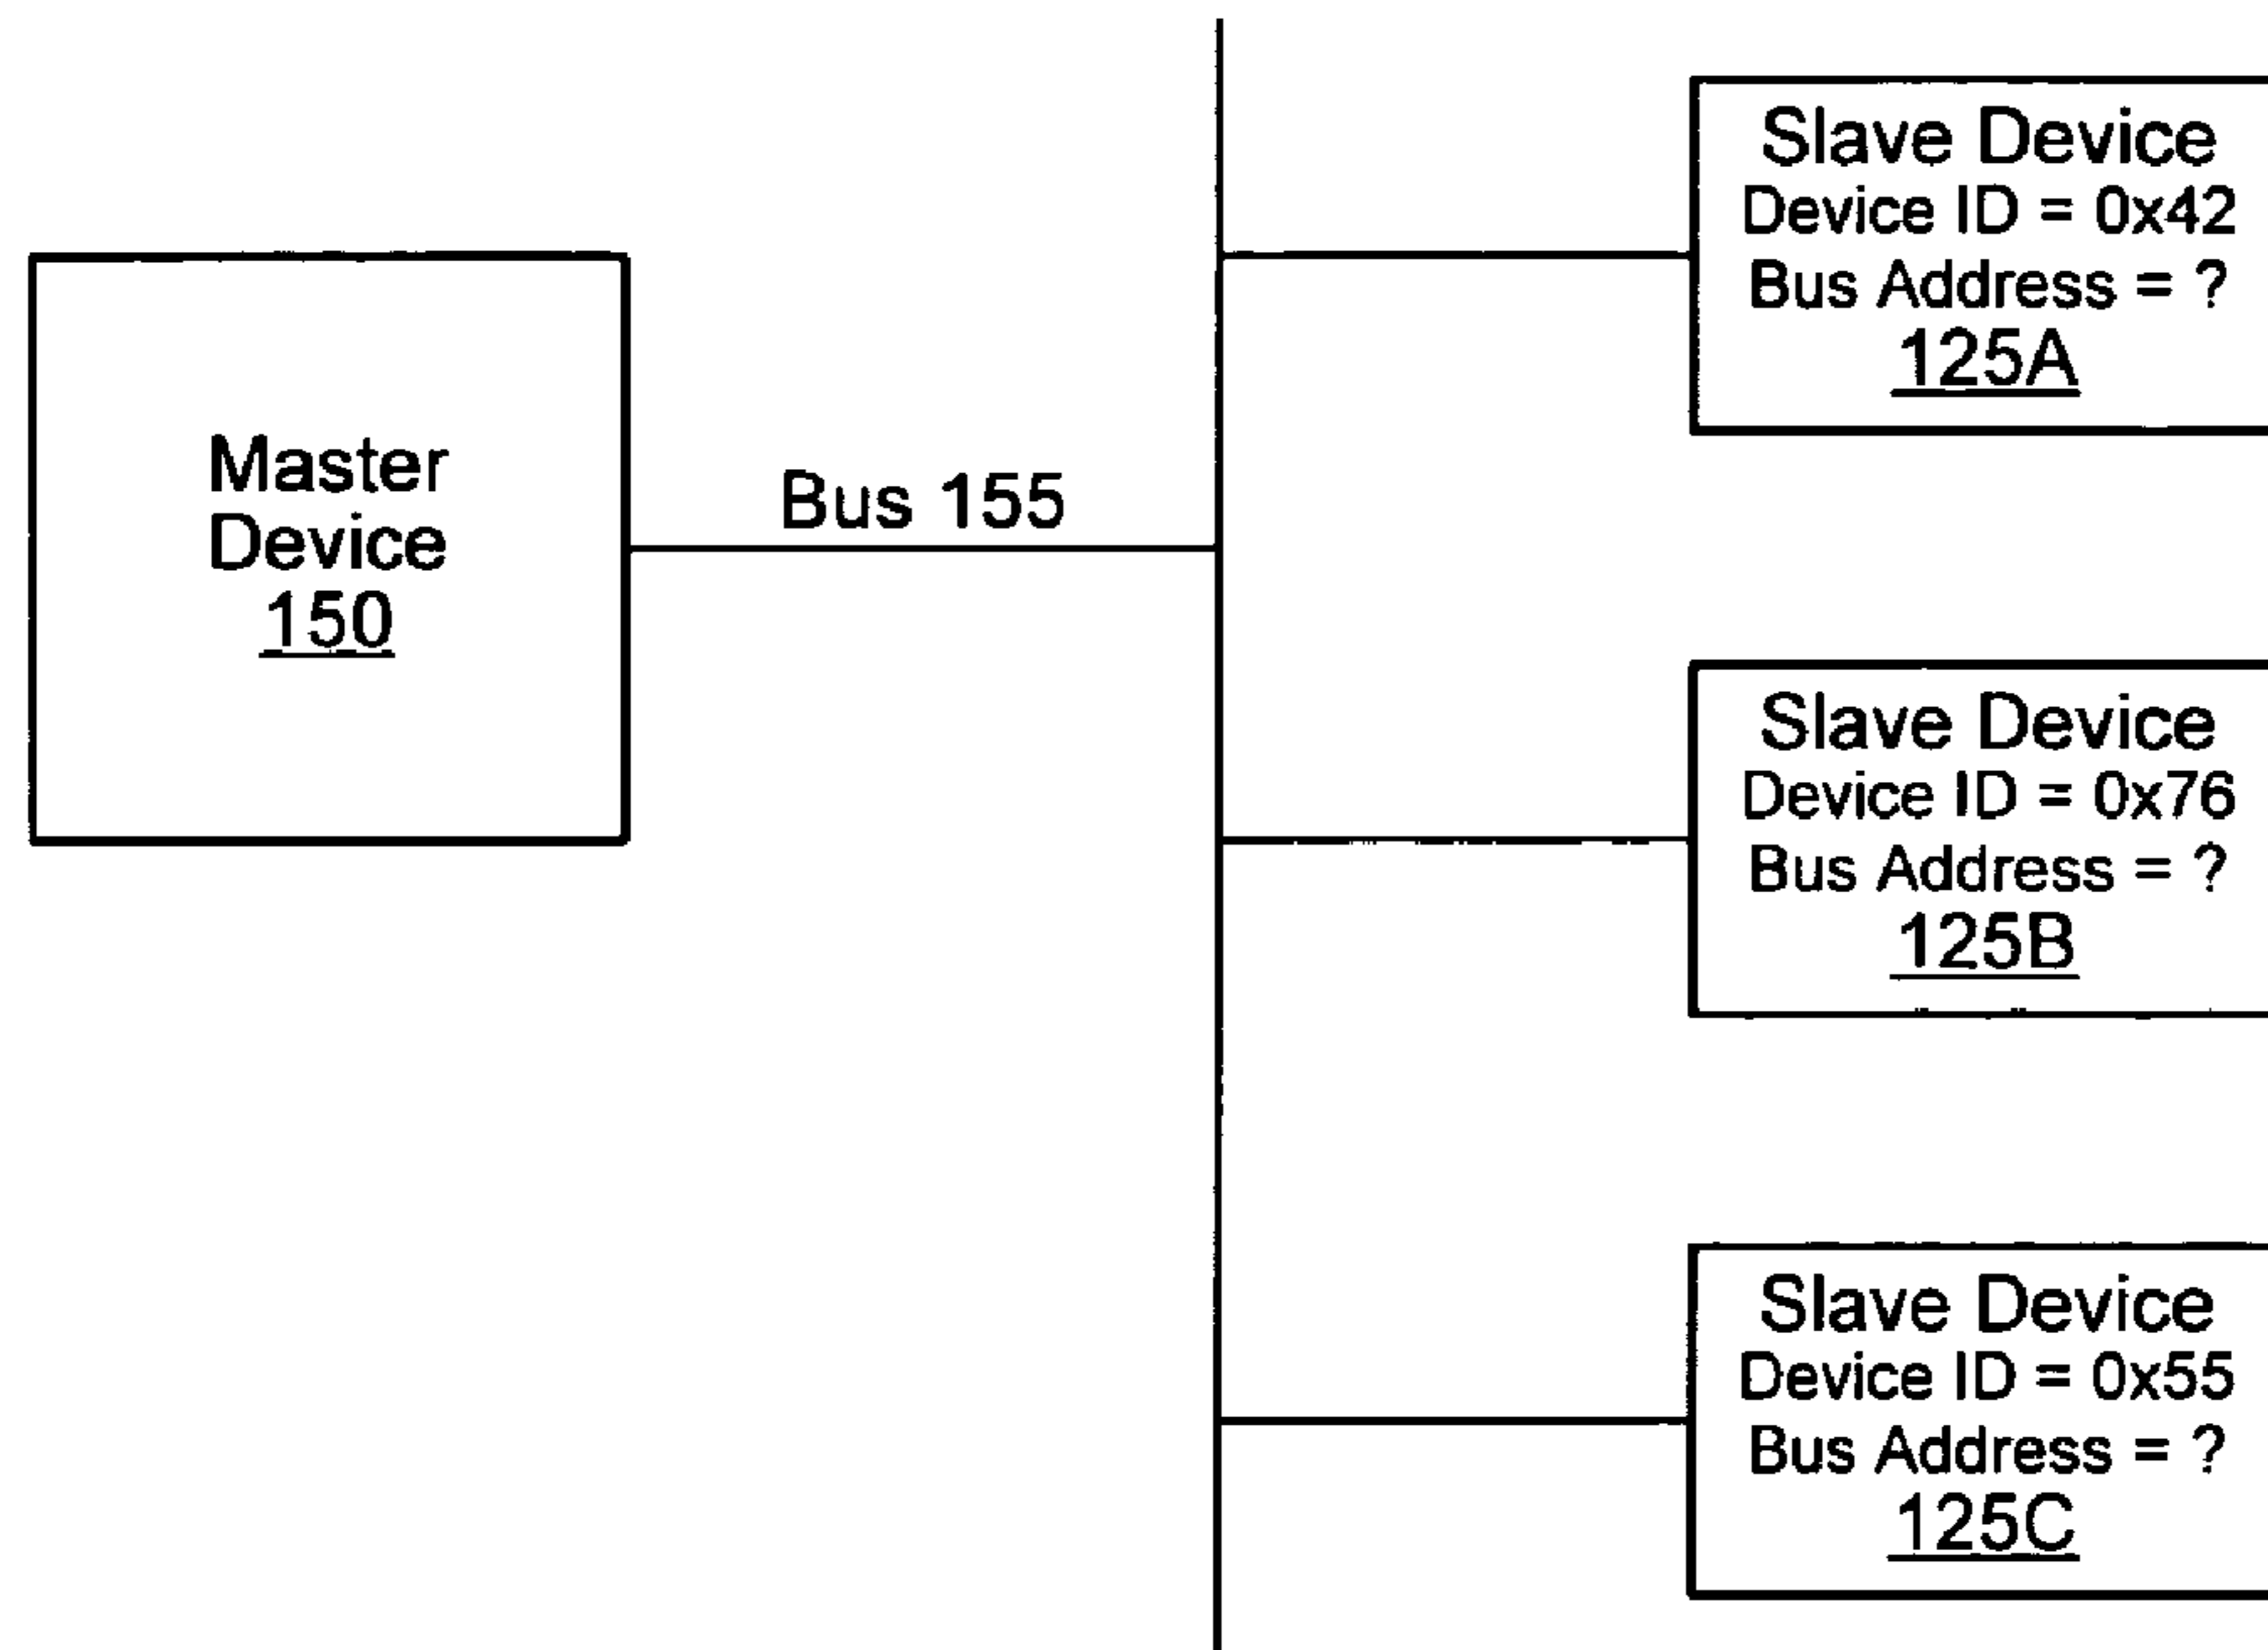 Master
Device
150
Bus 155
Slave Device
Device ID = 0x42
Bus Address = ?
125A
Slave Device
Device ID = 0x76
Bus Address = ?
125B
Slave Device
Device ID = 0x55
Bus Address = ?
125C